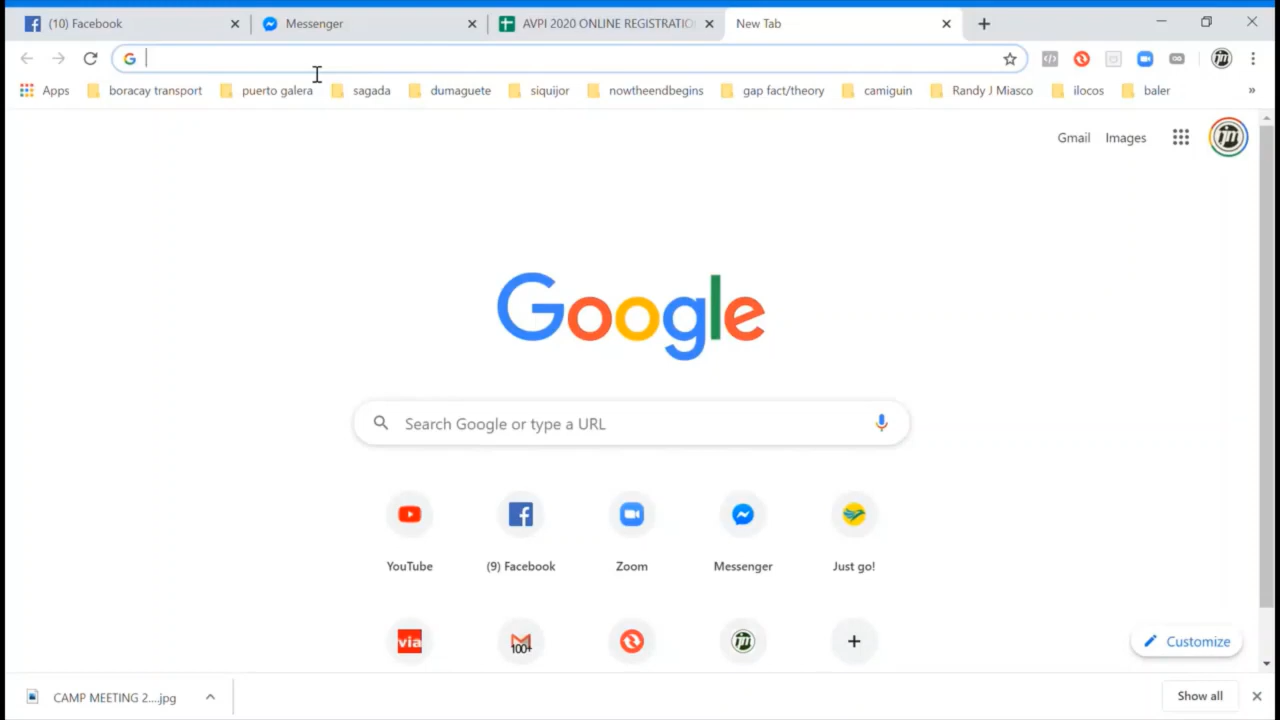 (10) Facebook
Messenger
AVPI 2020 ONLINE REGISTRATIO
New Tab
Apps
boracay transport
puerto galera
sagada
dumaguete
siquijor
nowtheendbegins
gap fact/theory
camiguin
Randy J Miasco
ilocos
baler
»
Gmail
Images
Google
Search Google or type a URL
YouTube
(9) Facebook
Zoom
Messenger
Just go!
via
100+
Customize
CAMP MEETING 2....jpg
Show all